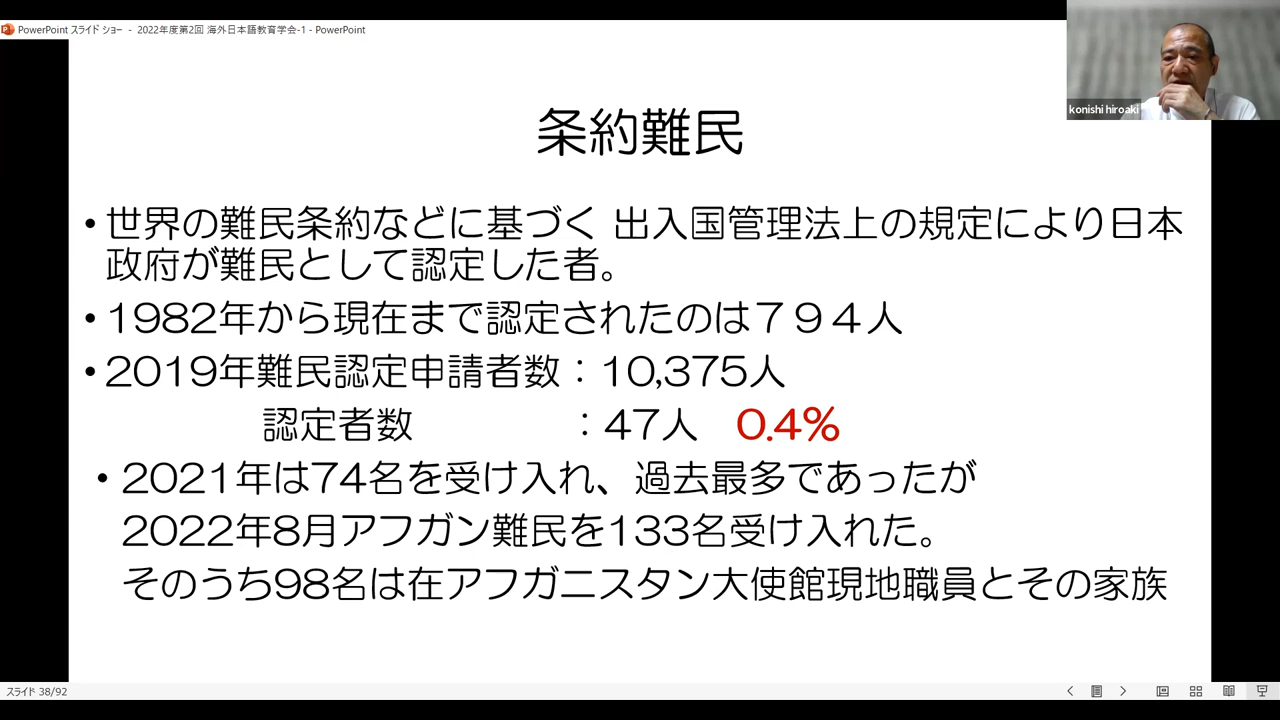 PowerPoint スライド ショー - 2022年度第2回 海外日本語教育学会-1 - PowerPoint
konishi hiroaki
条約難民
• 世界の難民条約などに基づく 出入国管理法上の規定により日本
政府が難民として認定した者。
• 1982年から現在まで認定されたのは７９４人
• 2019年難民認定申請者数：10,375人
認定者数 ：47人 0.4%
• 2021年は74名を受け入れ、過去最多であったが
2022年8月アフガン難民を133名受け入れた。
そのうち98名は在アフガニスタン大使館現地職員とその家族
スライド 38/92